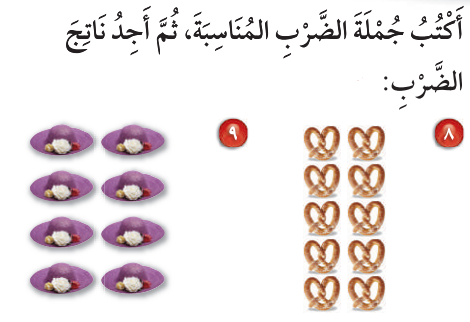 أَكْتُبُ جُمْلَةَ الضَّرْبِ المُنَاسِبَةَ، ثُمَّ أَجِدُ نَاتِجَ
الضَّرْبِ:
٨
٩